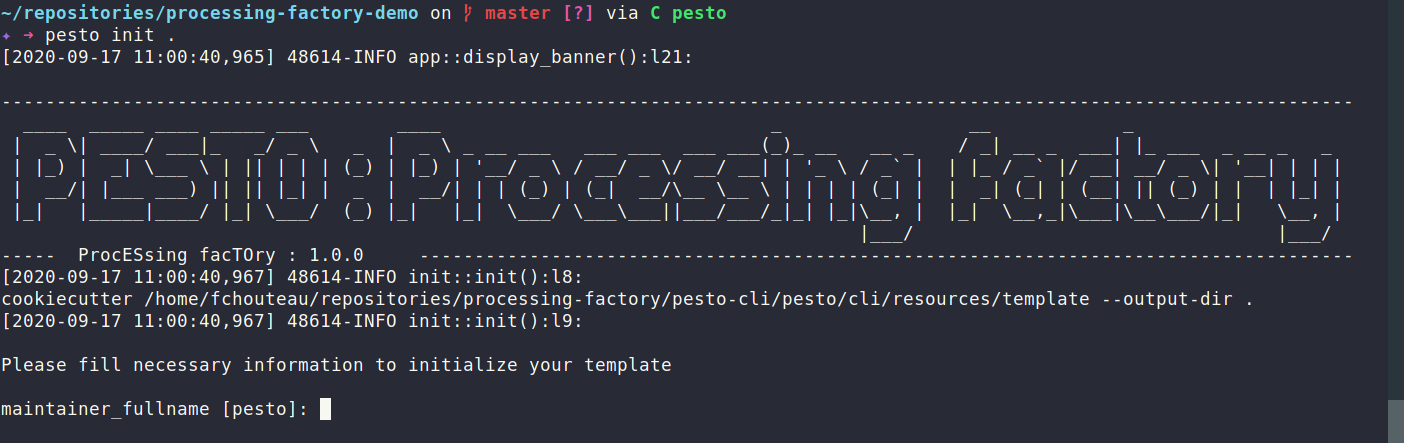 ~/repositories/processing-factory-demo on master [?] via C pesto
✦ ➜ pesto init .
[2020-09-17 11:00:40,965] 48614-INFO app::display_banner():l21:
PESTO : Processing factory
----- ProcESsing facTOry : 1.0.0 -------------------------------------------------------------------------------------
[2020-09-17 11:00:40,967] 48614-INFO init::init():l8:
cookiecutter /home/fchouteau/repositories/processing-factory/pesto-cli/pesto/cli/resources/template --output-dir .
[2020-09-17 11:00:40,967] 48614-INFO init::init():l9:
Please fill necessary information to initialize your template
maintainer_fullname [pesto]: